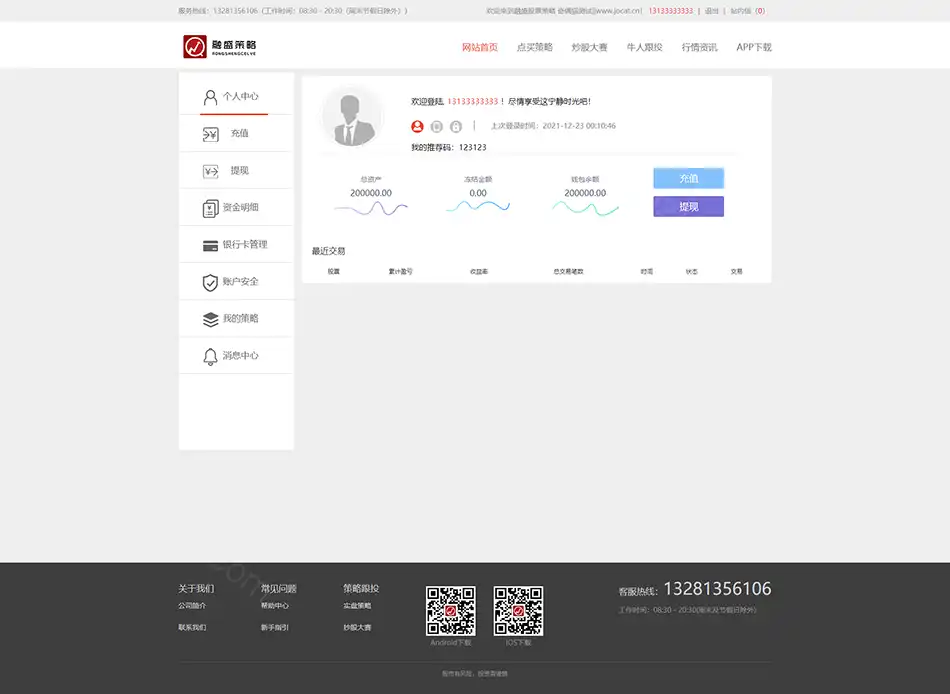 服务热线：13281356106（工作时间：08:30 - 20:30（周末节假日除外））
欢迎来到融盛股票策略 www.jocat.cn！ 13133333333 | 退出 | 站内信（0）
融盛策略
RONGSHENGCELVE
网站首页 点买策略 炒股大赛 牛人跟投 行情资讯 APP下载
个人中心
充值
提现
资金明细
银行卡管理
账户安全
我的策略
消息中心
欢迎登陆, 13133333333！尽情享受这宁静时光吧!
上次登录时间：2021-12-23 00:10:46
我的推荐码：123123
总资产 冻结金额 钱包余额
200000.00 0.00 200000.00
充值
提现
最近交易
股票 累计盈亏 收益率 总交易笔数 时间 状态 交易
关于我们 常见问题 策略跟投
公司简介 帮助中心 实盘策略
联系我们 新手指引 炒股大赛
Android下载 IOS下载
客服热线：13281356106
工作时间：08:30 - 20:30(周末及节假日除外)
股市有风险，投资需谨慎
.com